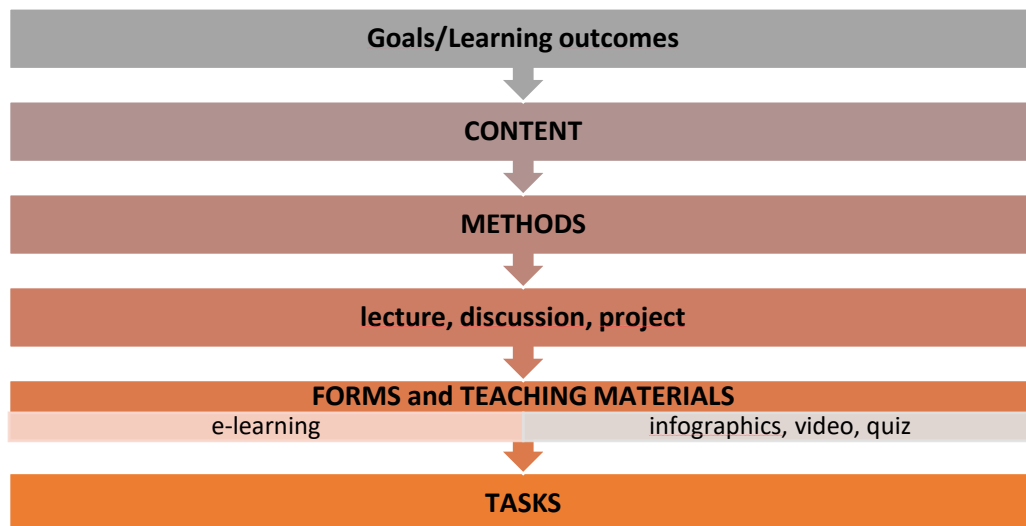 Goals/Learning outcomes
CONTENT
METHODS
lecture, discussion, project
FORMS and TEACHING MATERIALS
e-learning
infographics, video, quiz
TASKS